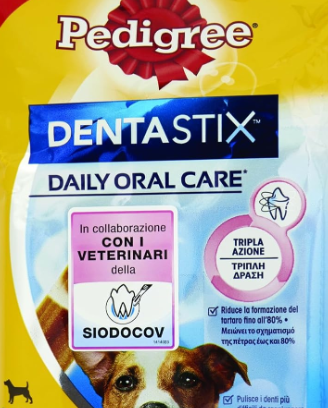 Pedigree®
DENTASTIX™
DAILY ORAL CARE*
In collaborazione
CON I
VETERINARI
della
SIODOCOV
TRIPLA
AZIONE
ΤΡΙΠΛΗ
ΔΡΑΣΗ
Riduce la formazione del
tartaro fino all'80% •
Μειώνει το σχηματισμό
της πέτρας έως και 80%
Pulisce i denti più